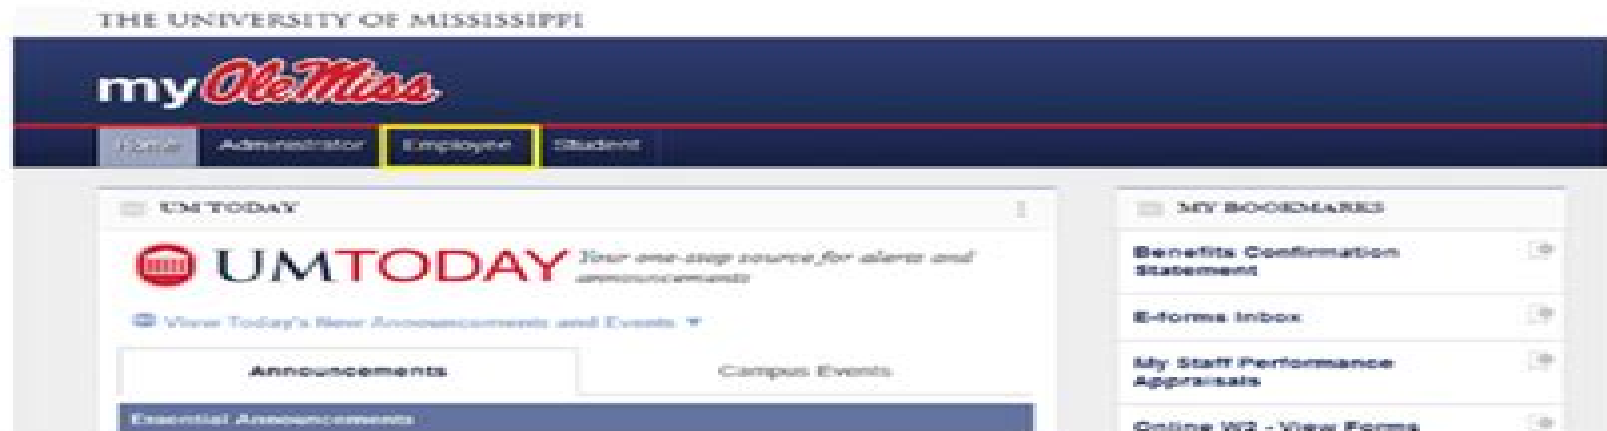 THE UNIVERSITY OF MISSISSIPPI
my Ole Miss
Home Administrator Employee Student
UM TODAY
UMTODAY Your one-stop source for alerts and
announcements
View Today's New Announcements and Events
Announcements Campus Events
Essential Announcements
MY BOOKMARKS
Benefits Confirmation
Statement
E-forms Inbox
My Staff Performance
Appraisals
Online W2 - View Forms